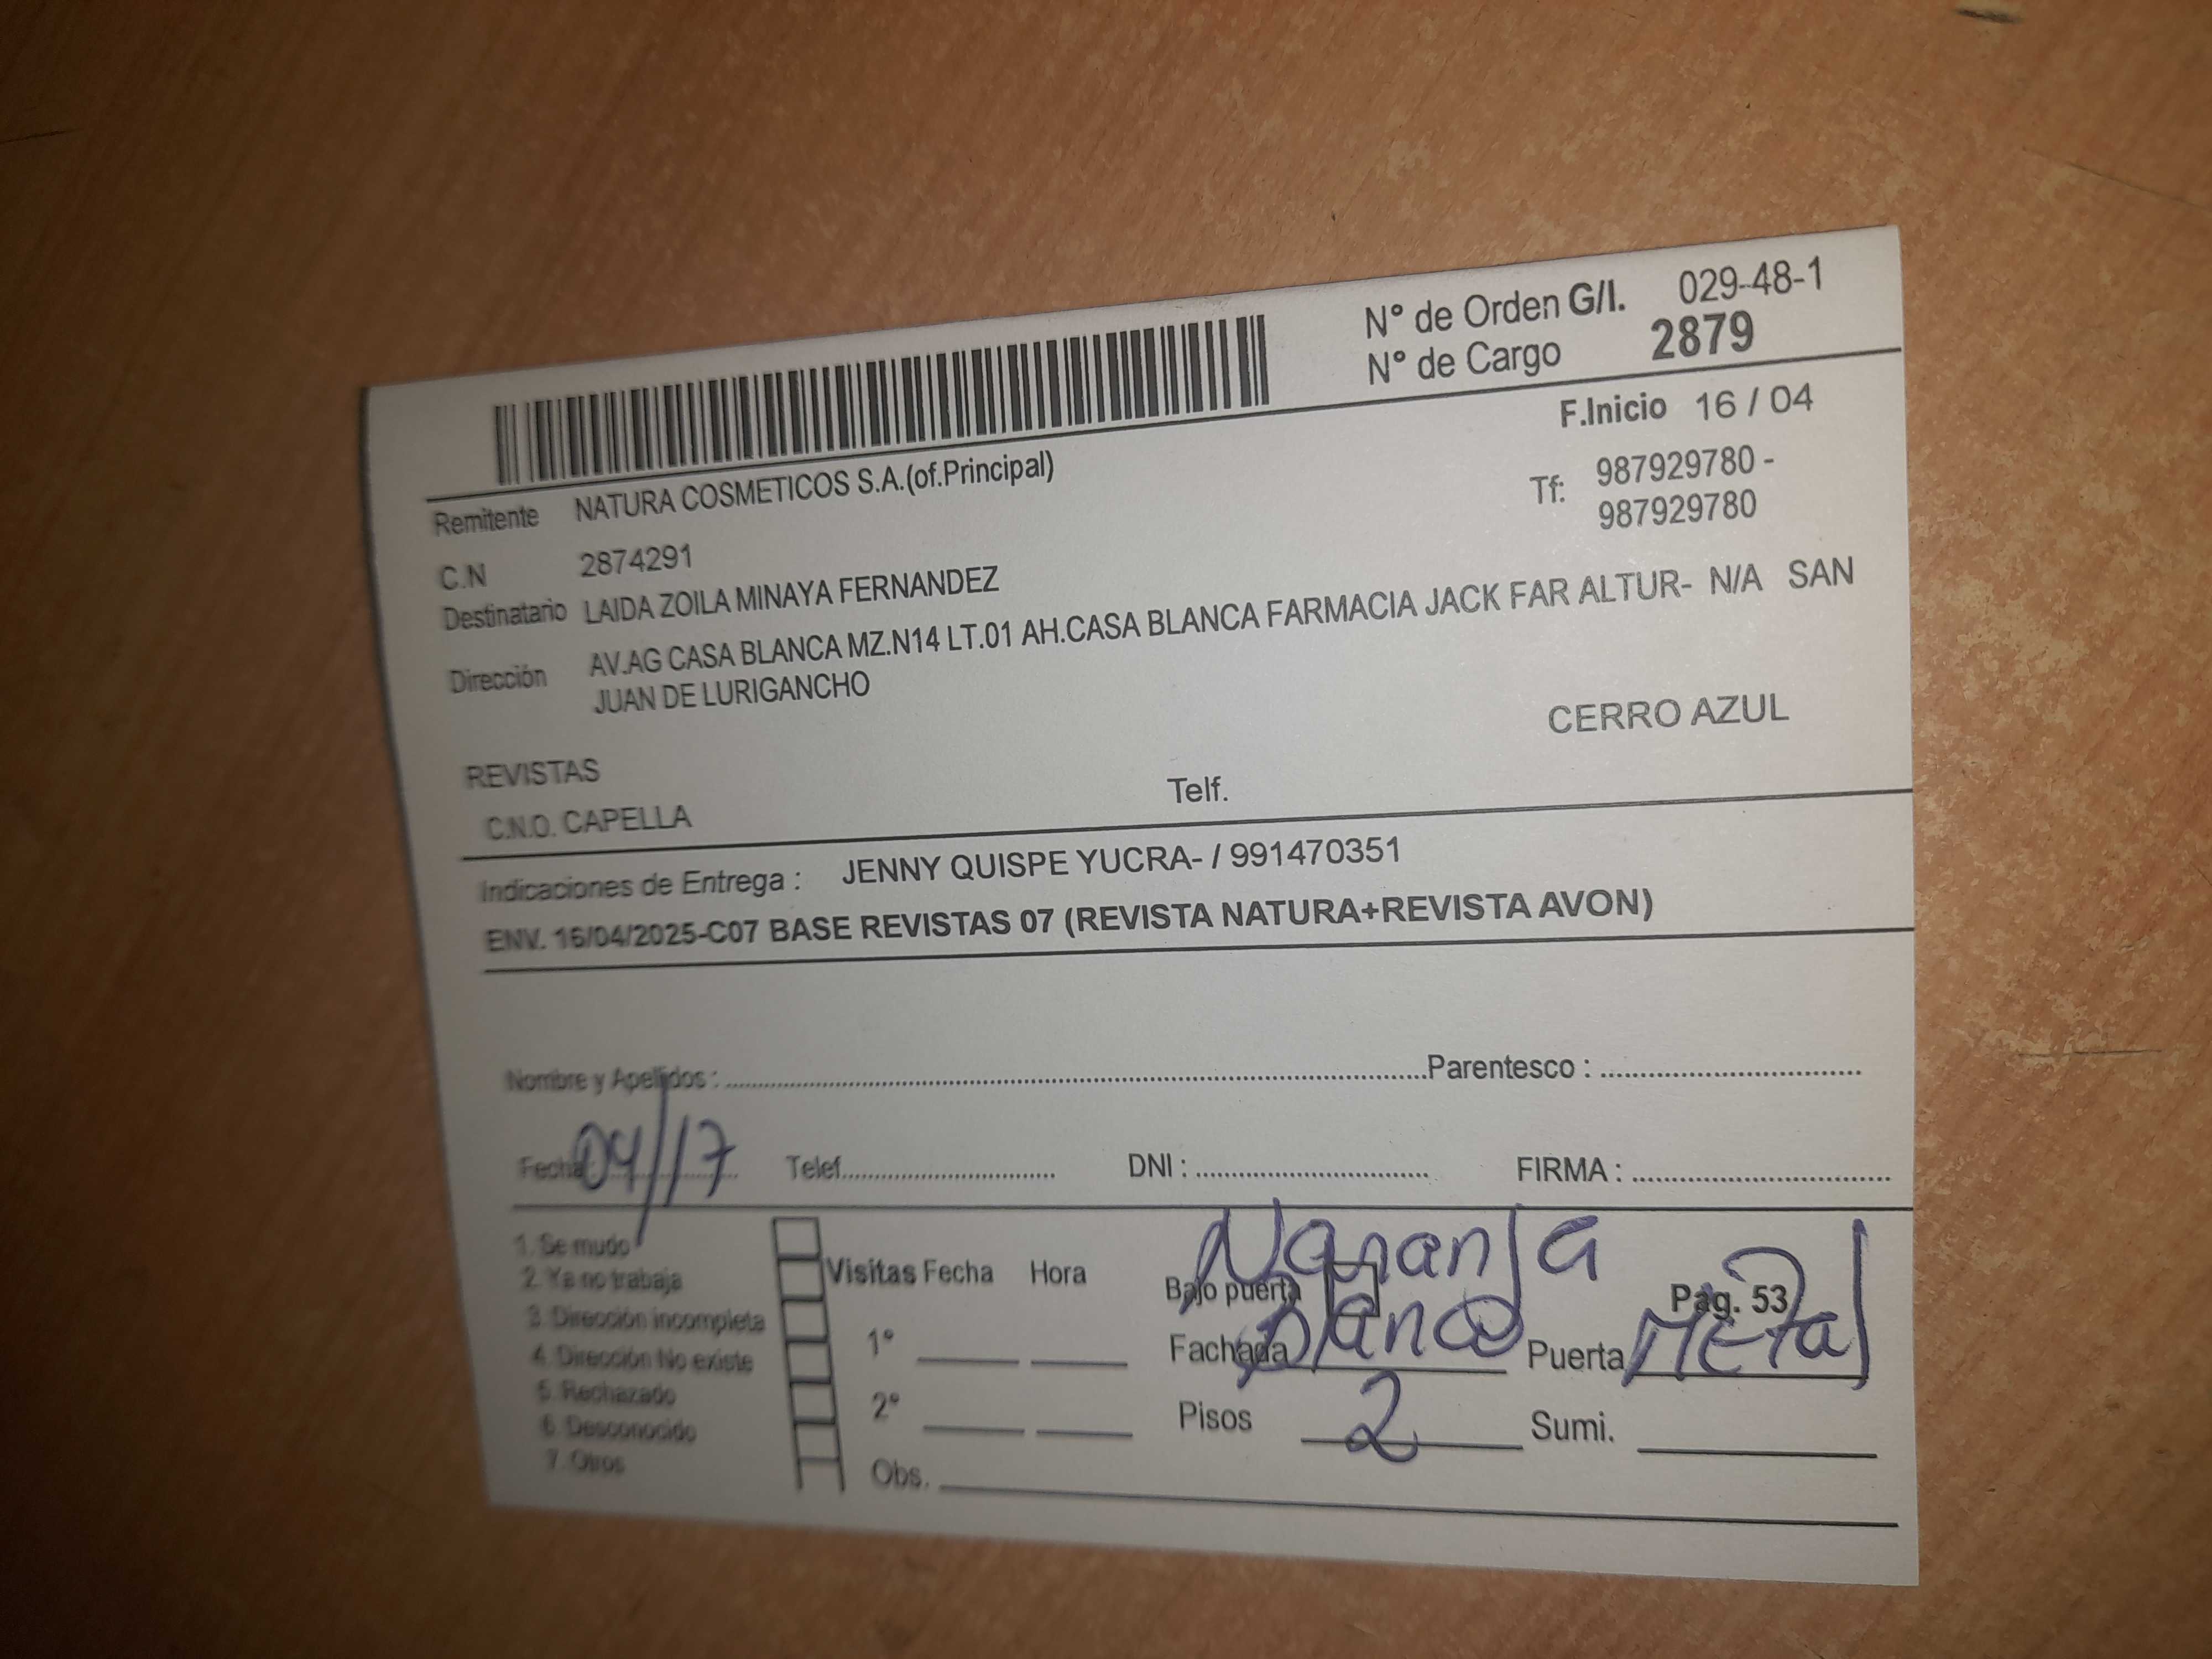 N° de Orden G/I. 029-48-1
N° de Cargo 2879
F.Inicio 16 / 04
Remitente NATURA COSMETICOS S.A.(of.Principal)
Tf: 987929780 -
987929780
C.N 2874291
Destinatario LAIDA ZOILA MINAYA FERNANDEZ
Dirección AV.AG CASA BLANCA MZ.N14 LT.01 AH.CASA BLANCA FARMACIA JACK FAR ALTUR- N/A SAN
JUAN DE LURIGANCHO
CERRO AZUL
REVISTAS
C.N.O. CAPELLA Telf.
Indicaciones de Entrega : JENNY QUISPE YUCRA- / 991470351
ENV. 16/04/2025-C07 BASE REVISTAS 07 (REVISTA NATURA+REVISTA AVON)
Nombre y Apellidos : Parentesco :
Fecha: 04/17 Telef. DNI : FIRMA :
1. Se mudo
2. Ya no trabaja
3. Dirección incompleta
4. Dirección No existe
5. Rechazado
6. Desconocido
7. Otros
Visitas Fecha Hora
1°
2°
Obs.
Naranja
Bajo puerta Pág. 53
Fachada blanco Puerta Metal
Pisos 2 Sumi.